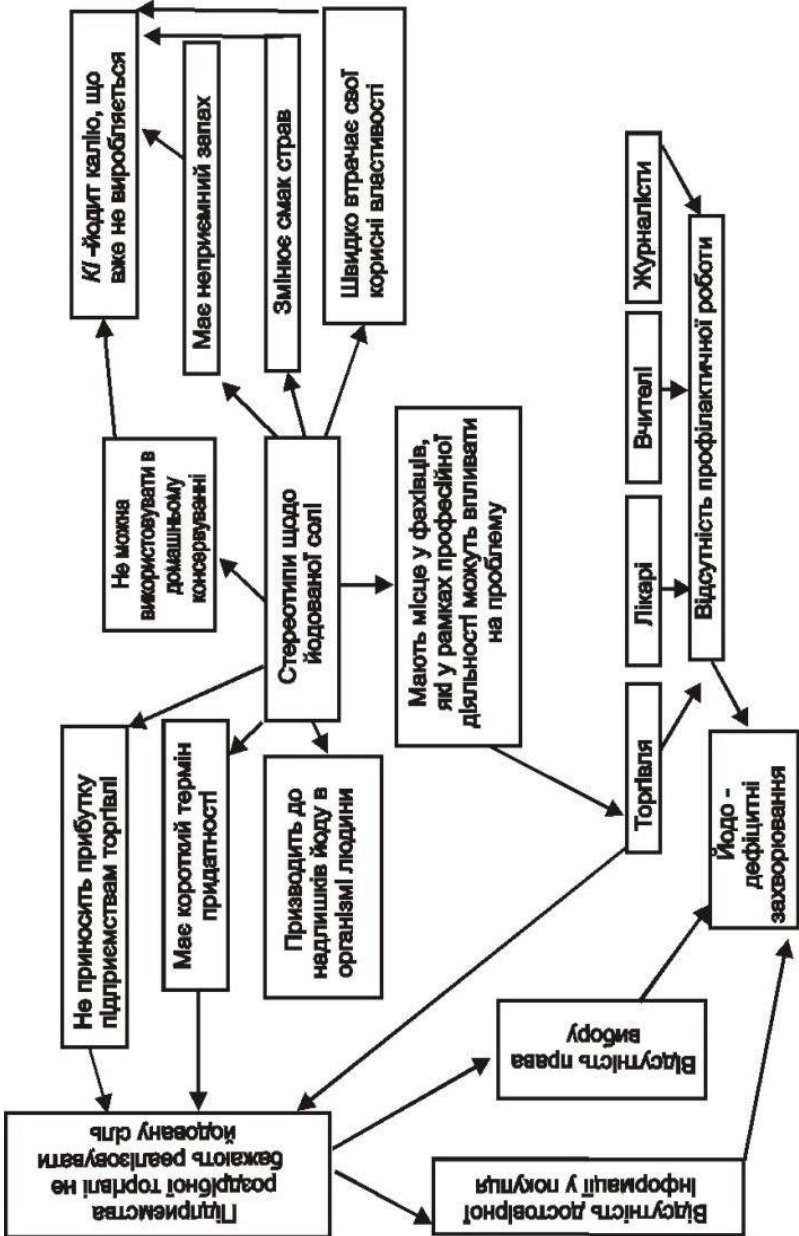 Підприємства
роздрібної торгівлі не
бажають реалізовувати
йодовану сіль
Не приносить прибутку
підприємствам торгівлі
Має короткий термін
придатності
Призводить до
надлишків йоду в
організмі людини
Не можна
використовувати в
домашньому
консервуванні
Стереотипи щодо
йодованої солі
KI -йодит калію, що
вже не виробляється
Має неприємний запах
Змінює смак страв
Швидко втрачає свої
корисні властивості
Мають місце у фахівців,
які у рамках професійної
діяльності можуть впливати
на проблему
Відсутність достовірної
інформації у покупця
Відсутність права
вибору
Торгівля
Лікарі
Вчителі
Журналісти
Відсутність профілактичної роботи
Йодо –
дефіцитні
захворювання